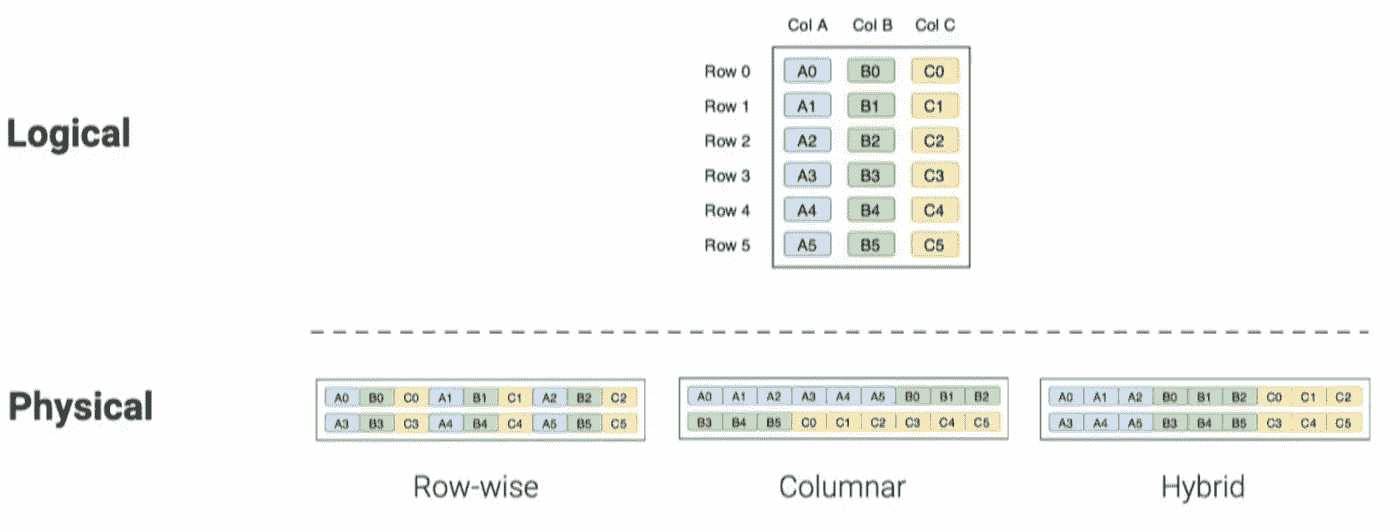 Col A Col B Col C
Row 0 A0 B0 C0
Row 1 A1 B1 C1
Logical
Row 2 A2 B2 C2
Row 3 A3 B3 C3
Row 4 A4 B4 C4
Row 5 A5 B5 C5
Physical
A0 B0 C0 A1 B1 C1 A2 B2 C2
A3 B3 C3 A4 B4 C4 A5 B5 C5
Row-wise
A0 A1 A2 A3 A4 A5 B0 B1 B2
B3 B4 B5 C0 C1 C2 C3 C4 C5
Columnar
A0 A1 A2 B0 B1 B2 C0 C1 C2
A3 A4 A5 B3 B4 B5 C3 C4 C5
Hybrid